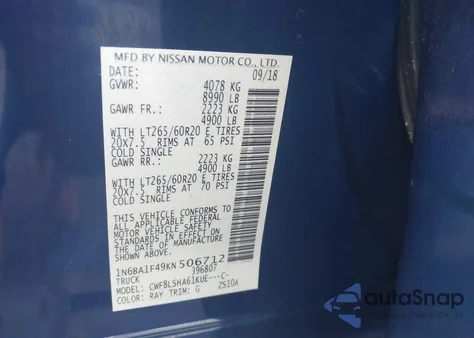 MFD BY NISSAN MOTOR CO., LTD.
DATE: 09/18
GVWR: 4078 KG
8990 LB
GAWR FR.: 2223 KG
4900 LB
WITH LT265/60R20 E TIRES
20X7.5 RIMS AT 65 PSI
COLD SINGLE
GAWR RR.: 2223 KG
4900 LB
WITH LT265/60R20 E TIRES
20X7.5 RIMS AT 70 PSI
COLD SINGLE
THIS VEHICLE CONFORMS TO
ALL APPLICABLE FEDERAL
MOTOR VEHICLE SAFETY
STANDARDS IN EFFECT ON
THE DATE OF MANUFACTURE
SHOWN ABOVE.
1N6BA1F49KN506712
TRUCK 396807
MODEL: CWF8LSHA61KUE---C-
COLOR: RAY TRIM: G ZS10A
AutoSnap